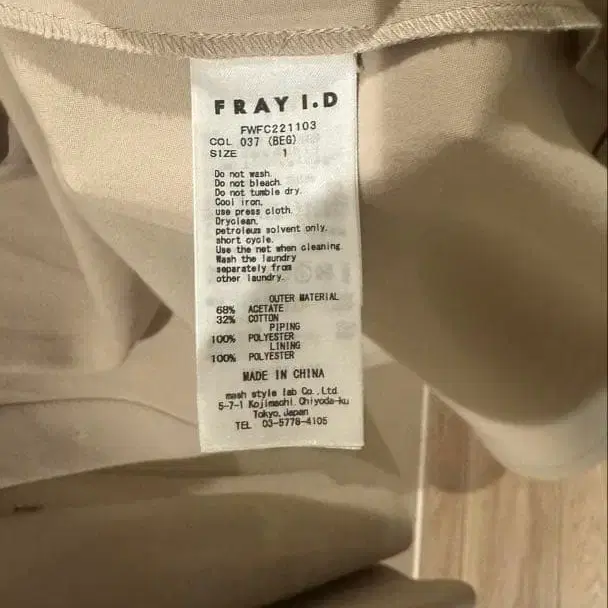 FRAY I.D
FWFC221103
COL 037 (BEG)
SIZE 1
Do not wash.
Do not bleach.
Do not tumble dry.
Cool iron.
use press cloth.
Dryclean.
petroleum solvent only.
short cycle.
Use the net when cleaning.
Wash the laundry
separately from
other laundry.
OUTER MATERIAL
68% ACETATE
32% COTTON
PIPING
100% POLYESTER
LINING
100% POLYESTER
MADE IN CHINA
mash style lab Co., Ltd.
5-7-1 Kojimachi, Chiyoda-ku
Tokyo, Japan
TEL 03-5778-4105